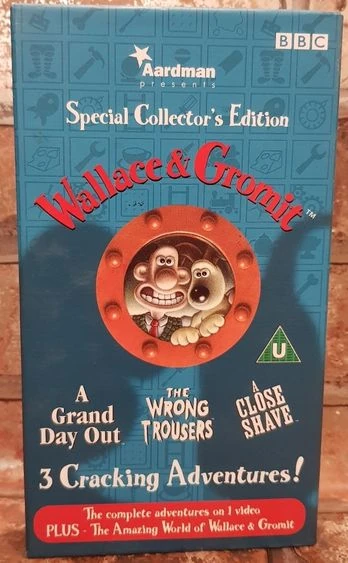 BBC
Aardman
presents
Special Collector's Edition
Wallace & Gromit™
U
A
Grand
Day Out
THE
WRONG
TROUSERS
A
CLOSE
SHAVE
3 Cracking Adventures!
The complete adventures on 1 video
PLUS - The Amazing World of Wallace & Gromit